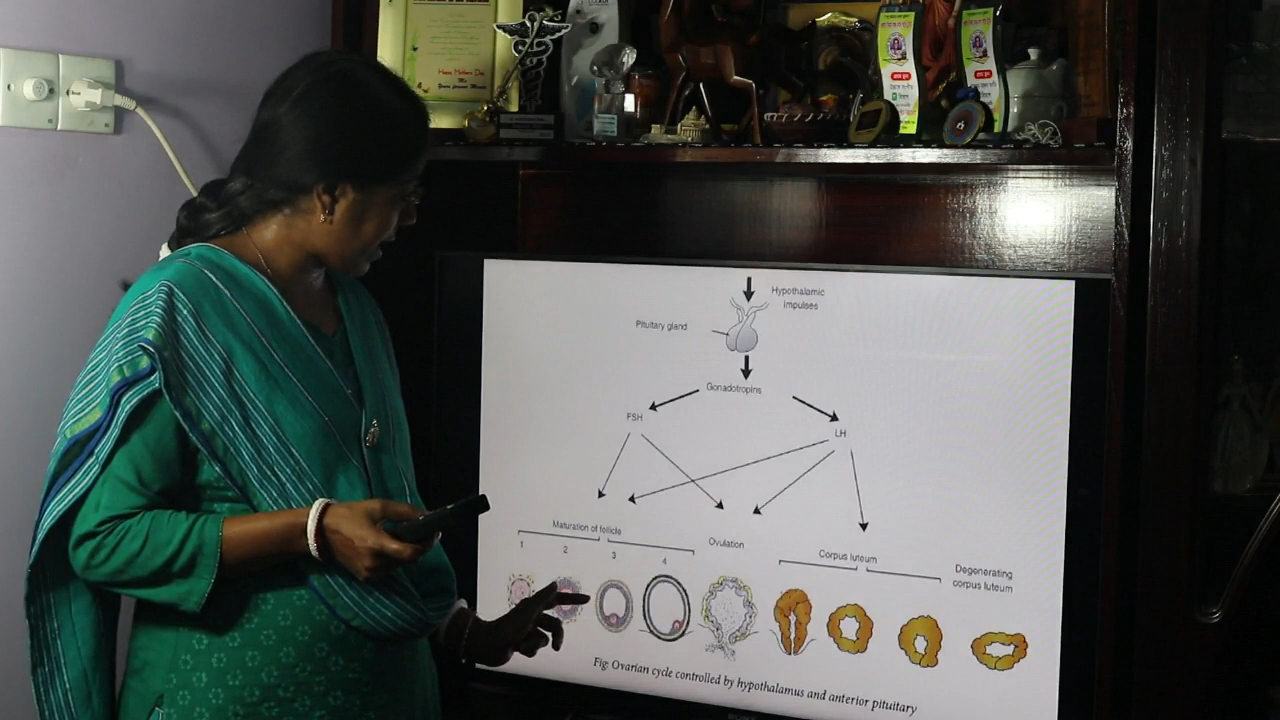 Happy Mothers Day
Hypothalamic
impulses
Pituitary gland
Gonadotropins
FSH
LH
Maturation of follicle
1
2
3
4
Ovulation
Corpus luteum
Degenerating
corpus luteum
Fig: Ovarian cycle controlled by hypothalamus and anterior pituitary